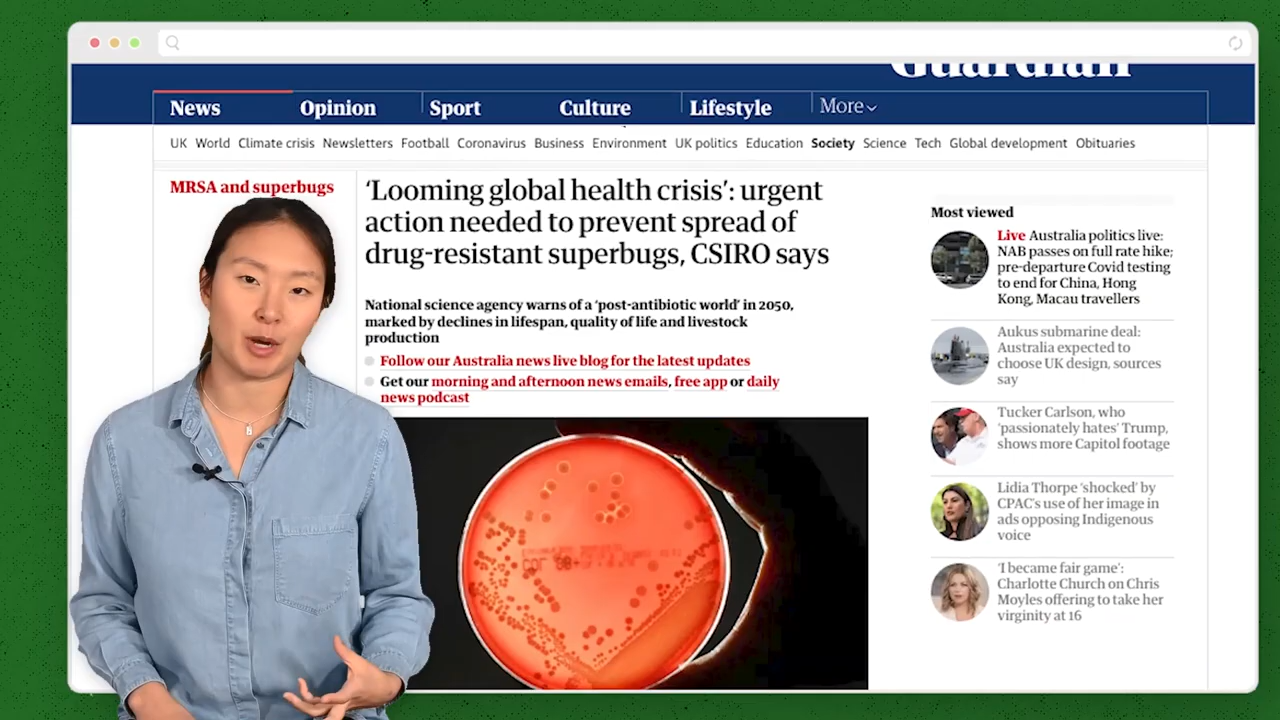 Guardian
News Opinion Sport Culture Lifestyle More
UK World Climate crisis Newsletters Football Coronavirus Business Environment UK politics Education Society Science Tech Global development Obituaries
MRSA and superbugs
‘Looming global health crisis’: urgent
action needed to prevent spread of
drug-resistant superbugs, CSIRO says
National science agency warns of a ‘post-antibiotic world’ in 2050,
marked by declines in lifespan, quality of life and livestock
production
Follow our Australia news live blog for the latest updates
Get our morning and afternoon news emails, free app or daily
news podcast
Most viewed
Live Australia politics live:
NAB passes on full rate hike;
pre-departure Covid testing
to end for China, Hong
Kong, Macau travellers
Aukus submarine deal:
Australia expected to
choose UK design, sources
say
Tucker Carlson, who
‘passionately hates’ Trump,
shows more Capitol footage
Lidia Thorpe ‘shocked’ by
CPAC’s use of her image in
ads opposing Indigenous
voice
‘I became fair game’:
Charlotte Church on Chris
Moyles offering to take her
virginity at 16